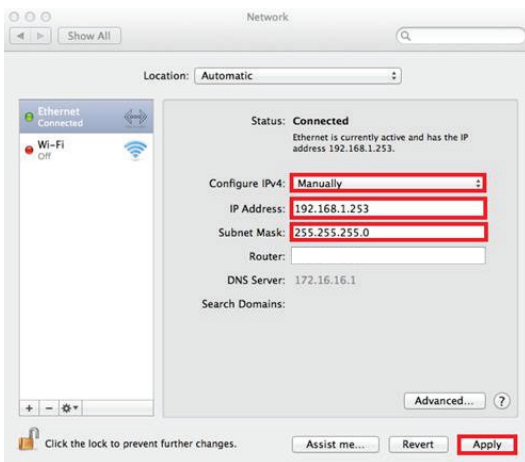 Network
Show All
Location: Automatic
Ethernet
Connected
Wi-Fi
Off
Status: Connected
Ethernet is currently active and has the IP
address 192.168.1.253.
Configure IPv4: Manually
IP Address: 192.168.1.253
Subnet Mask: 255.255.255.0
Router:
DNS Server: 172.16.16.1
Search Domains:
Advanced... ?
Click the lock to prevent further changes.
Assist me... Revert Apply